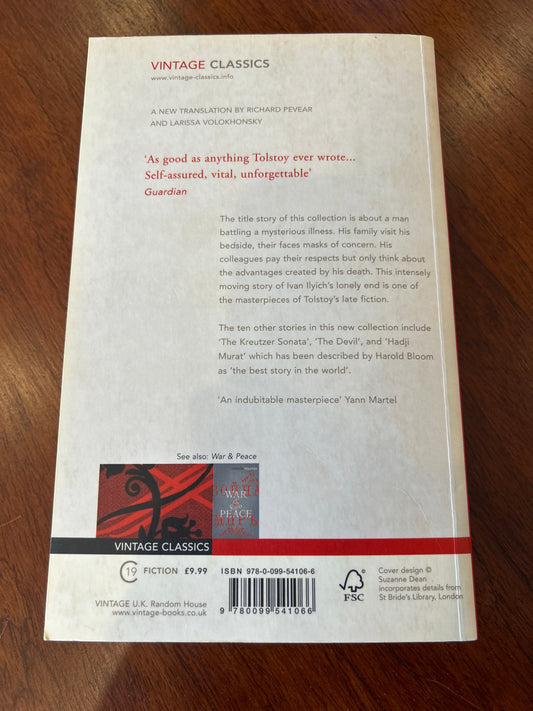 VINTAGE CLASSICS
www.vintage-classics.info
A NEW TRANSLATION BY RICHARD PEVEAR
AND LARISSA VOLOKHONSKY
'As good as anything Tolstoy ever wrote...
Self-assured, vital, unforgettable'
Guardian
The title story of this collection is about a man
battling a mysterious illness. His family visit his
bedside, their faces masks of concern. His
colleagues pay their respects but only think about
the advantages created by his death. This intensely
moving story of Ivan Ilyich's lonely end is one of
the masterpieces of Tolstoy's late fiction.
The ten other stories in this new collection include
'The Kreutzer Sonata', 'The Devil', and 'Hadji
Murat' which has been described by Harold Bloom
as 'the best story in the world'.
'An indubitable masterpiece' Yann Martel
See also: War & Peace
ВОЙНА
WAR
&
PEACE
МИРЪ
VINTAGE CLASSICS
C19 FICTION £9.99
ISBN 978-0-099-54106-6
9 780099 541066
FSC
Cover design ©
Suzanne Dean
incorporates details from
St Bride's Library, London
VINTAGE U.K. Random House
www.vintage-books.co.uk